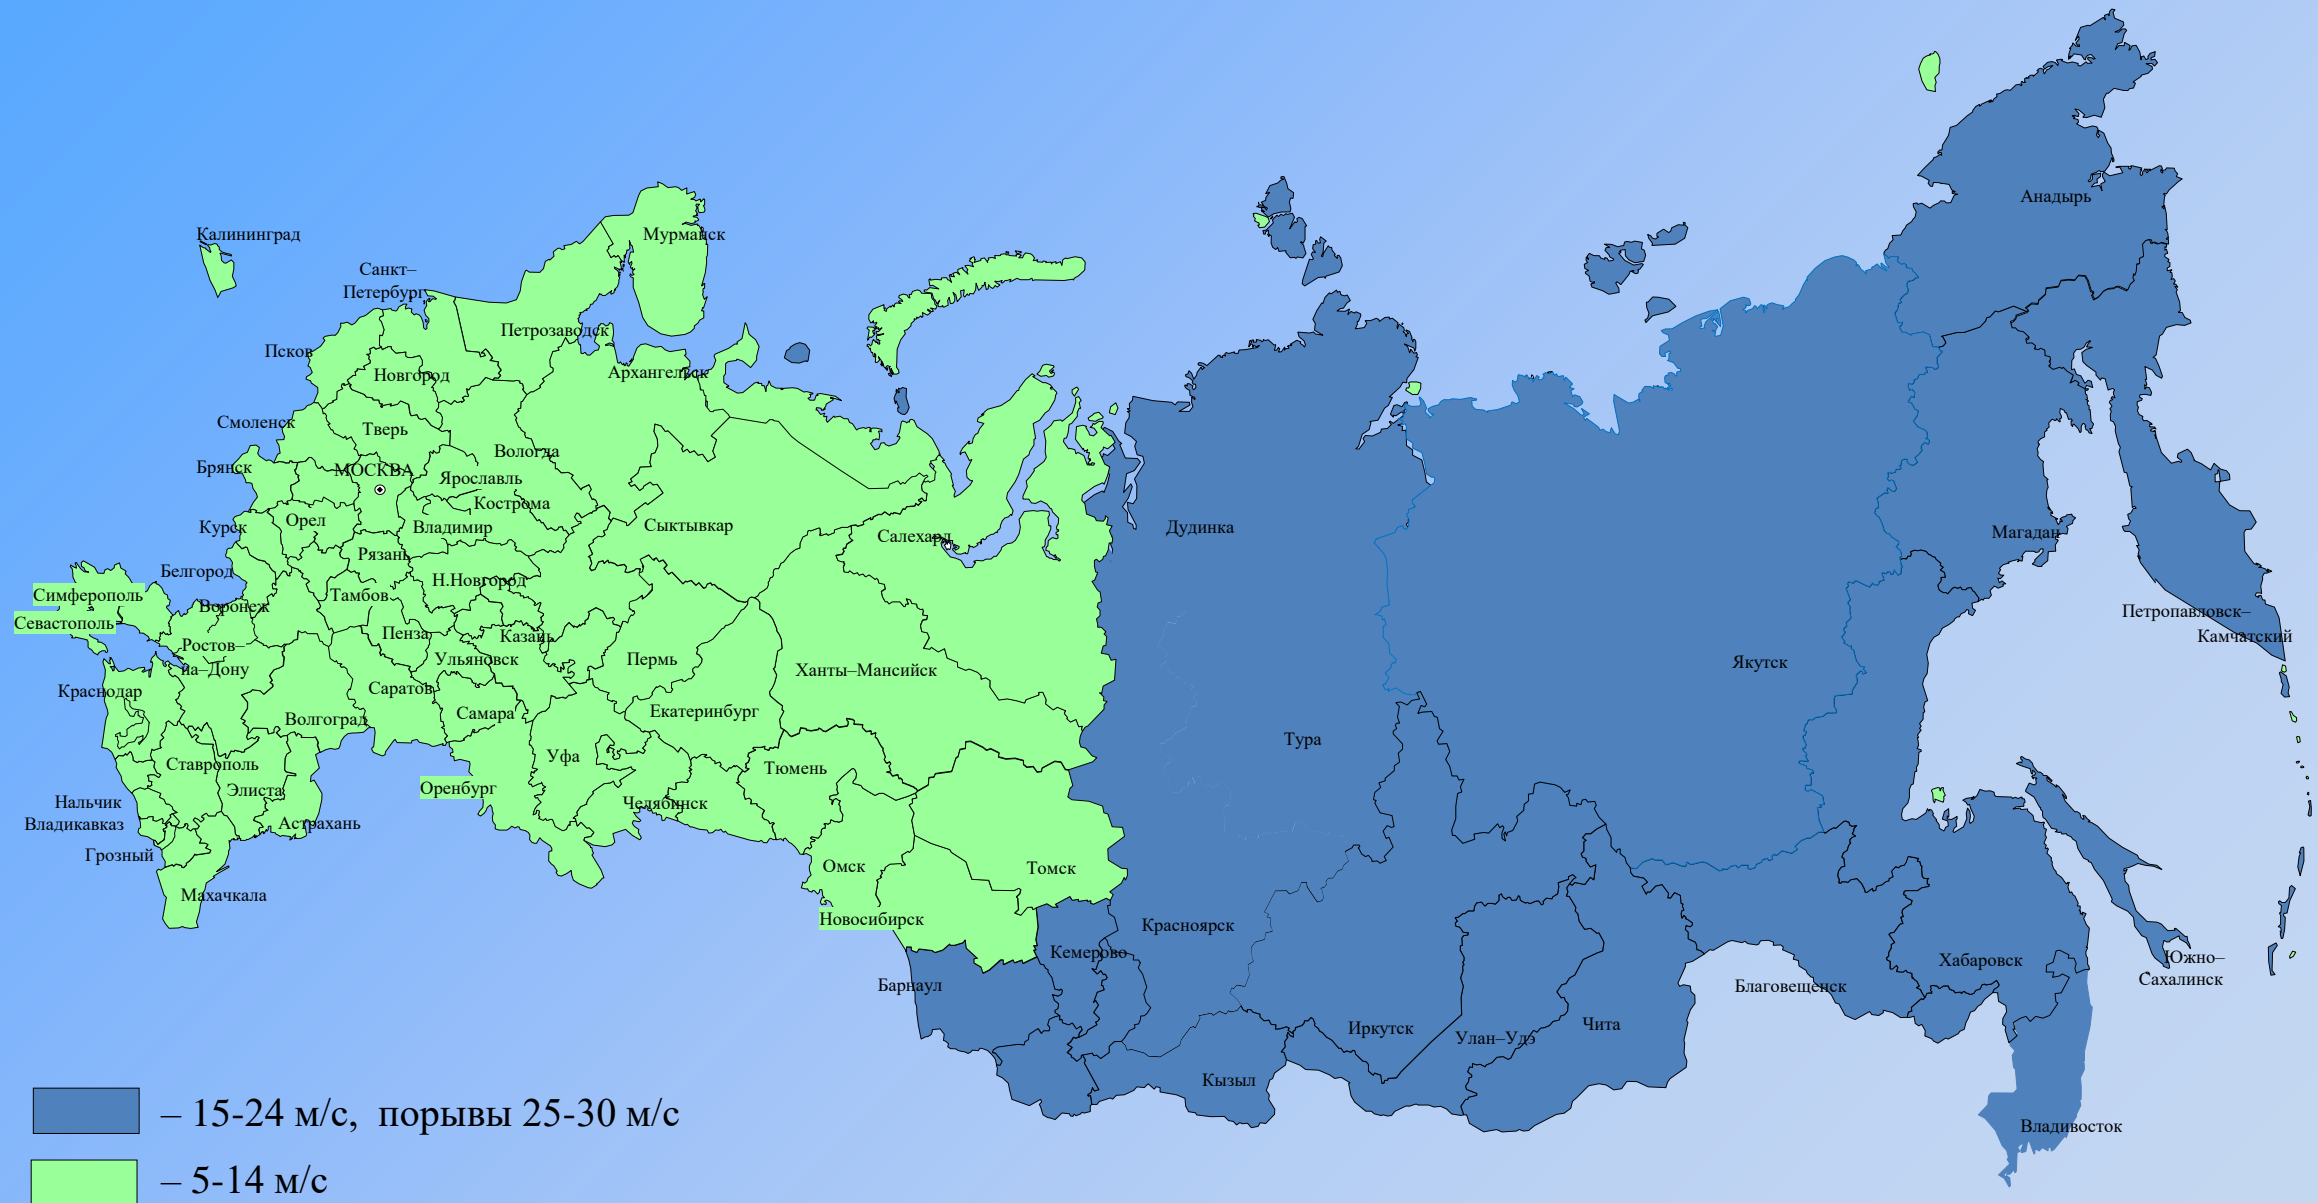 Анадырь
Калининград
Мурманск
Санкт–
Петербург
Петрозаводск
Псков
Архангельск
Новгород
Смоленск
Тверь
Вологда
Брянск
МОСКВА
Ярославль
Кострома
Орел
Курск
Владимир
Сыктывкар
Дудинка
Магадан
Салехард
Рязань
Белгород
Н.Новгород
Симферополь
Тамбов
Воронеж
Петропавловск–
Камчатский
Севастополь
Пенза
Казань
Ростов–
на–Дону
Ульяновск
Пермь
Якутск
Ханты–Мансийск
Краснодар
Саратов
Самара
Екатеринбург
Волгоград
Тура
Уфа
Ставрополь
Тюмень
Элиста
Оренбург
Нальчик
Челябинск
Владикавказ
Астрахань
Грозный
Омск
Томск
Махачкала
Новосибирск
Красноярск
Кемерово
Хабаровск
Южно–
Сахалинск
Барнаул
Благовещенск
Иркутск
Улан–Удэ
Чита
Кызыл
– 15-24 м/с, порывы 25-30 м/с
Владивосток
– 5-14 м/с